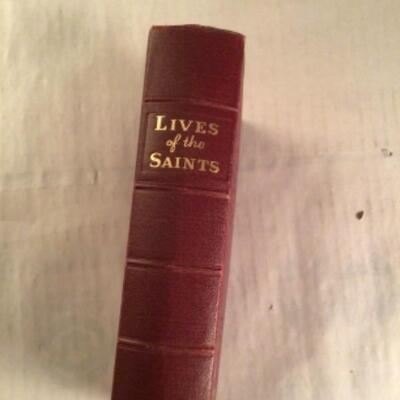 LIVES
of the
SAINTS